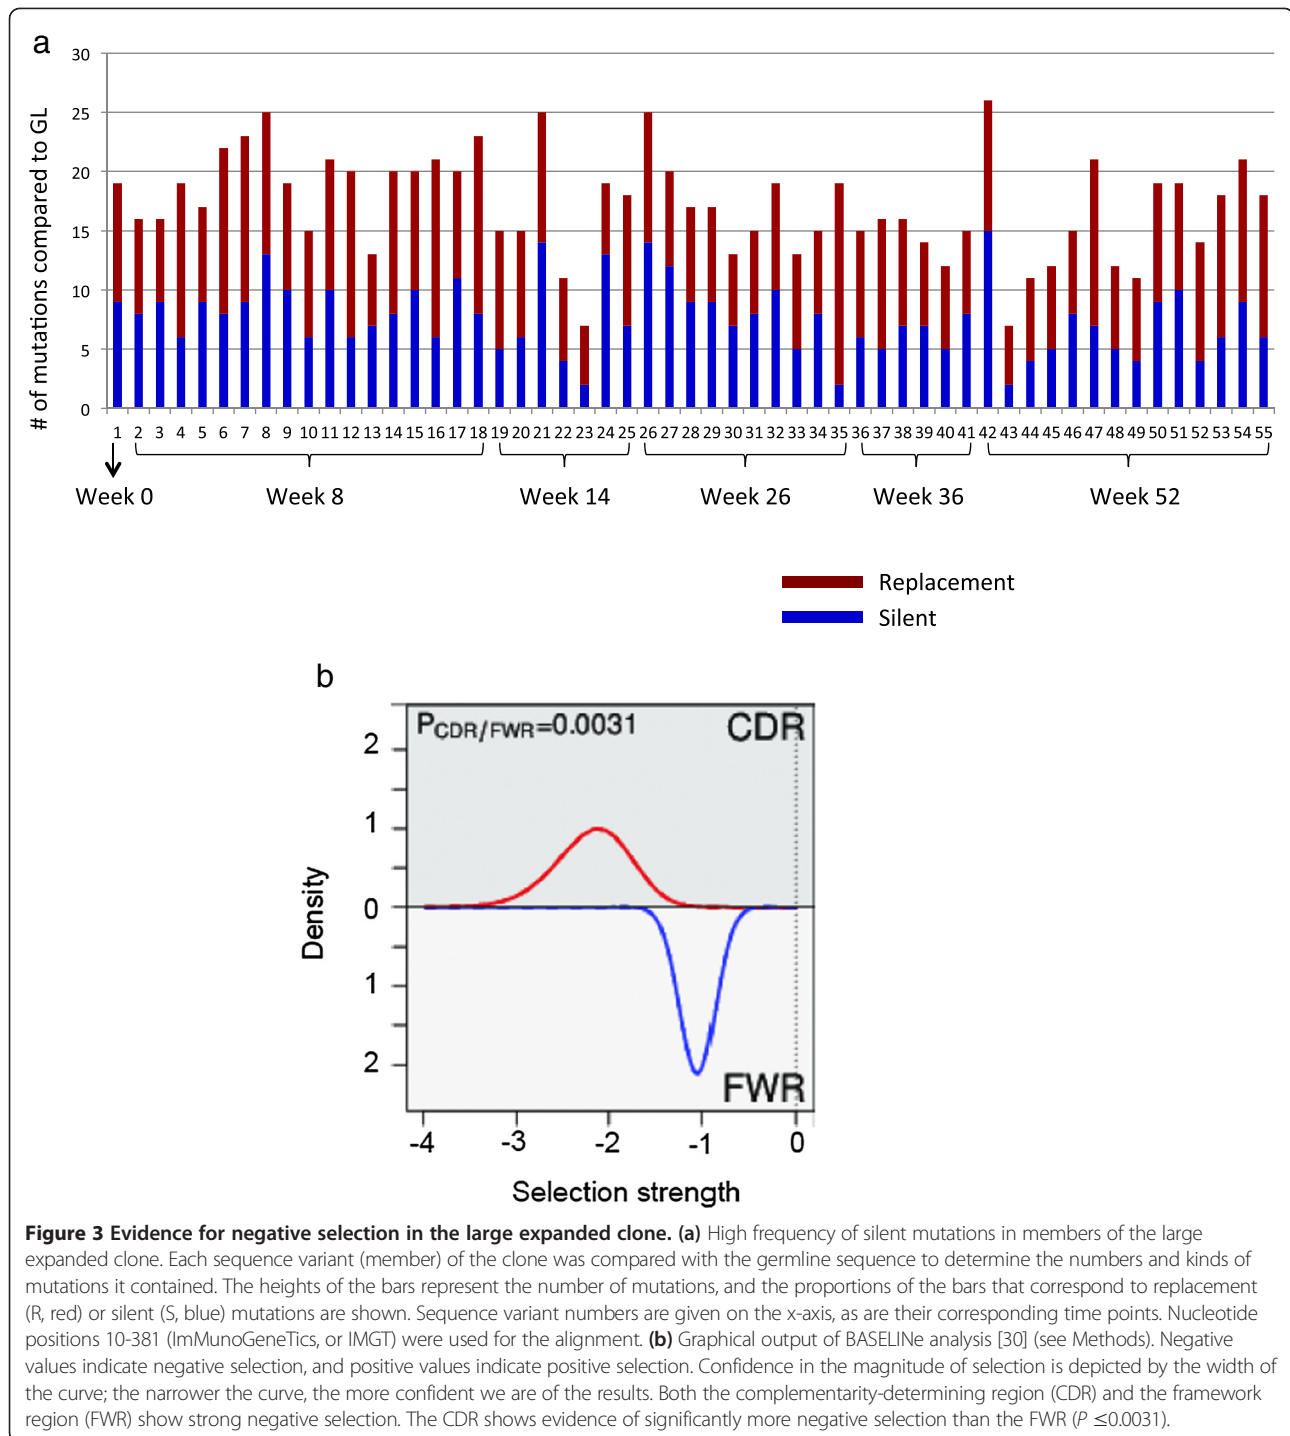 a
# of mutations compared to GL
30
25
20
15
10
5
0
1 2 3 4 5 6 7 8 9 10 11 12 13 14 15 16 17 18 19 20 21 22 23 24 25 26 27 28 29 30 31 32 33 34 35 36 37 38 39 40 41 42 43 44 45 46 47 48 49 50 51 52 53 54 55
Week 0 Week 8 Week 14 Week 26 Week 36 Week 52
Replacement
Silent
b
PCDR/FWR=0.0031 CDR
Density
2
1
0
1
2
FWR
-4 -3 -2 -1 0
Selection strength
Figure 3 Evidence for negative selection in the large expanded clone. (a) High frequency of silent mutations in members of the large
expanded clone. Each sequence variant (member) of the clone was compared with the germline sequence to determine the numbers and kinds of
mutations it contained. The heights of the bars represent the number of mutations, and the proportions of the bars that correspond to replacement
(R, red) or silent (S, blue) mutations are shown. Sequence variant numbers are given on the x-axis, as are their corresponding time points. Nucleotide
positions 10-381 (ImMunoGeneTics, or IMGT) were used for the alignment. (b) Graphical output of BASELINe analysis [30] (see Methods). Negative
values indicate negative selection, and positive values indicate positive selection. Confidence in the magnitude of selection is depicted by the width of
the curve; the narrower the curve, the more confident we are of the results. Both the complementarity-determining region (CDR) and the framework
region (FWR) show strong negative selection. The CDR shows evidence of significantly more negative selection than the FWR (P ≤0.0031).